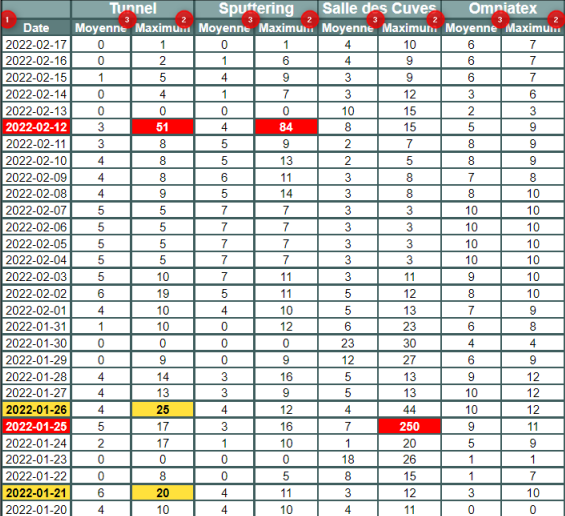 Tunnel Sputtering Salle des Cuves Omniatex
1 3 2 3 2 3 2 3 2
Date Moyenne Maximum Moyenne Maximum Moyenne Maximum Moyenne Maximum
2022-02-17 0 1 0 1 4 10 6 7
2022-02-16 0 2 1 6 4 9 6 7
2022-02-15 1 5 4 9 3 9 6 7
2022-02-14 0 4 1 7 3 12 3 6
2022-02-13 0 0 0 0 10 15 2 3
2022-02-12 3 51 4 84 8 15 5 9
2022-02-11 3 8 5 9 2 7 8 9
2022-02-10 4 8 5 13 2 5 8 9
2022-02-09 4 8 6 11 3 8 7 8
2022-02-08 4 9 5 14 3 8 8 10
2022-02-07 5 5 7 7 3 3 10 10
2022-02-06 5 5 7 7 3 3 10 10
2022-02-05 5 5 7 7 3 3 10 10
2022-02-04 5 5 7 7 3 3 10 10
2022-02-03 5 10 7 11 3 11 9 10
2022-02-02 6 19 5 11 5 12 8 10
2022-02-01 4 10 4 10 5 13 7 9
2022-01-31 1 10 0 12 6 23 6 8
2022-01-30 0 0 0 0 23 30 4 4
2022-01-29 0 9 0 9 12 27 6 9
2022-01-28 4 14 3 16 5 13 9 12
2022-01-27 4 13 3 9 5 13 10 12
2022-01-26 4 25 4 12 4 44 10 12
2022-01-25 5 17 3 16 7 250 9 11
2022-01-24 2 17 1 10 1 20 5 9
2022-01-23 0 0 0 0 18 26 1 1
2022-01-22 0 8 0 5 8 15 1 7
2022-01-21 6 20 4 11 3 12 3 10
2022-01-20 4 10 4 10 4 11 0 0